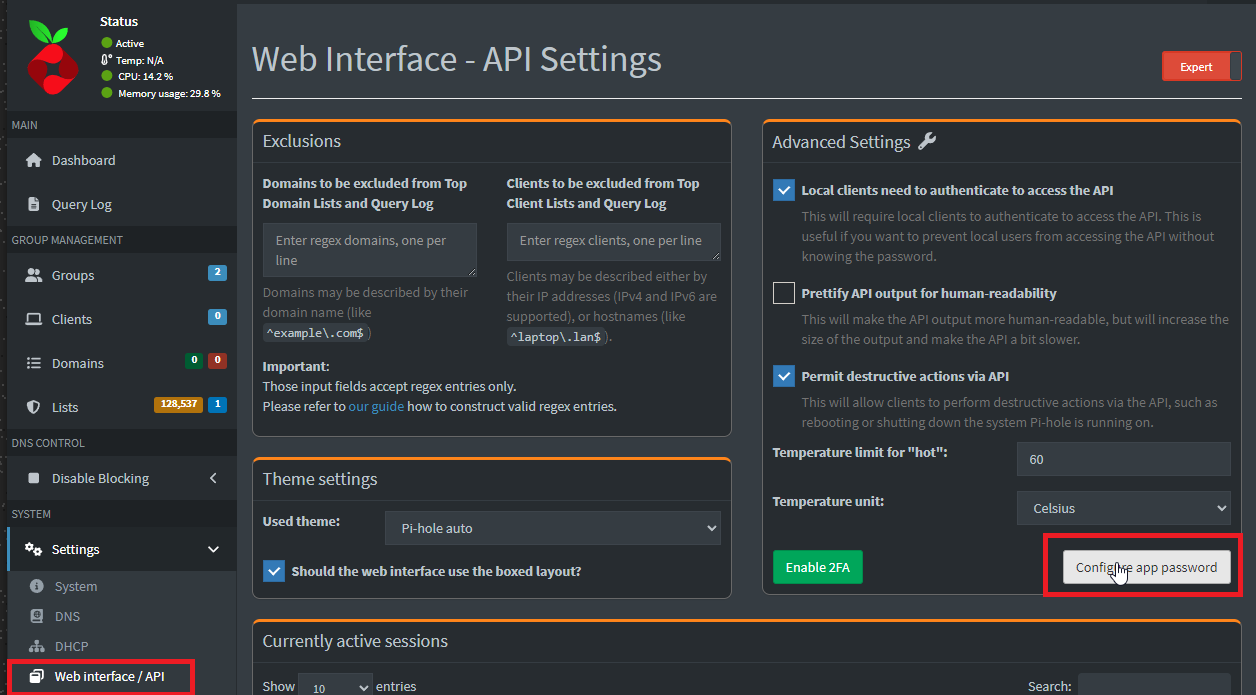 Status
Active
Temp: N/A
CPU: 14.2 %
Memory usage: 29.8 %
MAIN
Dashboard
Query Log
GROUP MANAGEMENT
Groups 2
Clients 0
Domains 0 0
Lists 128,537 1
DNS CONTROL
Disable Blocking
SYSTEM
Settings
System
DNS
DHCP
Web interface / API
Web Interface - API Settings
Expert
Exclusions
Domains to be excluded from Top
Domain Lists and Query Log
Enter regex domains, one per
line
Domains may be described by their
domain name (like
^example\.com$)
Clients to be excluded from Top
Client Lists and Query Log
Enter regex clients, one per line
Clients may be described either by
their IP addresses (IPv4 and IPv6 are
supported), or hostnames (like
^laptop\.lan$).
Important:
Those input fields accept regex entries only.
Please refer to our guide how to construct valid regex entries.
Theme settings
Used theme:
Pi-hole auto
Should the web interface use the boxed layout?
Advanced Settings
Local clients need to authenticate to access the API
This will require local clients to authenticate to access the API. This is
useful if you want to prevent local users from accessing the API without
knowing the password.
Prettify API output for human-readability
This will make the API output more human-readable, but will increase the
size of the output and make the API a bit slower.
Permit destructive actions via API
This will allow clients to perform destructive actions via the API, such as
rebooting or shutting down the system Pi-hole is running on.
Temperature limit for "hot":
60
Temperature unit:
Celsius
Enable 2FA
Configure app password
Currently active sessions
Show 10 entries
Search: